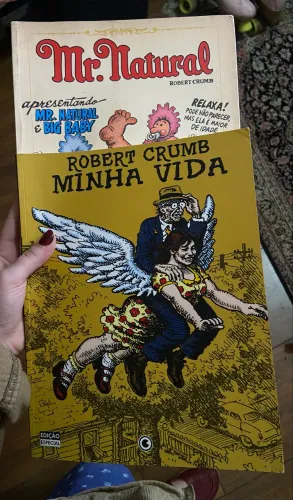 Mr. Natural
ROBERT CRUMB
apresentando
MR. NATURAL
& BIG BABY
RELAXA!
PODE NÃO PARECER,
MAS ELA É MAIOR
DE IDADE
ROBERT CRUMB
MINHA VIDA
EDIÇÃO
ESPECIAL
C